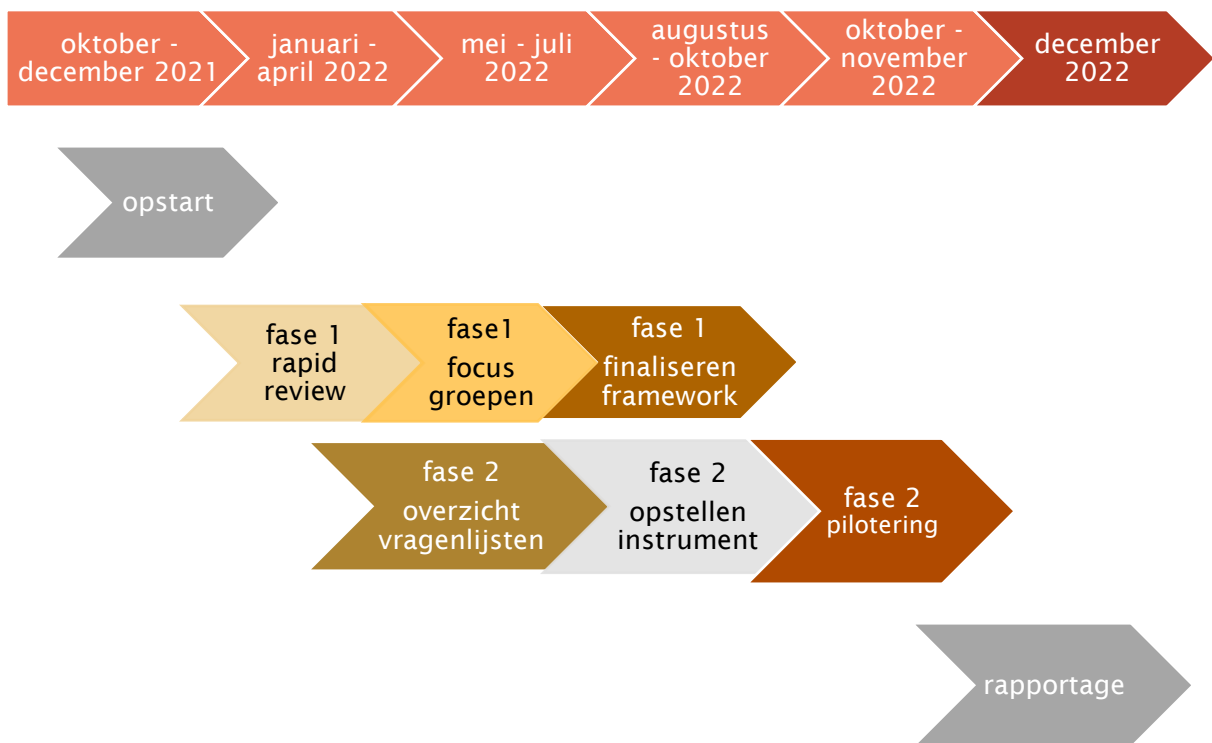 oktober -
december 2021
januari -
april 2022
mei - juli
2022
augustus
- oktober
2022
oktober -
november
2022
december
2022
opstart
fase 1
rapid
review
fase1
focus
groepen
fase 1
finaliseren
framework
fase 2
overzicht
vragenlijsten
fase 2
opstellen
instrument
fase 2
pilotering
rapportage